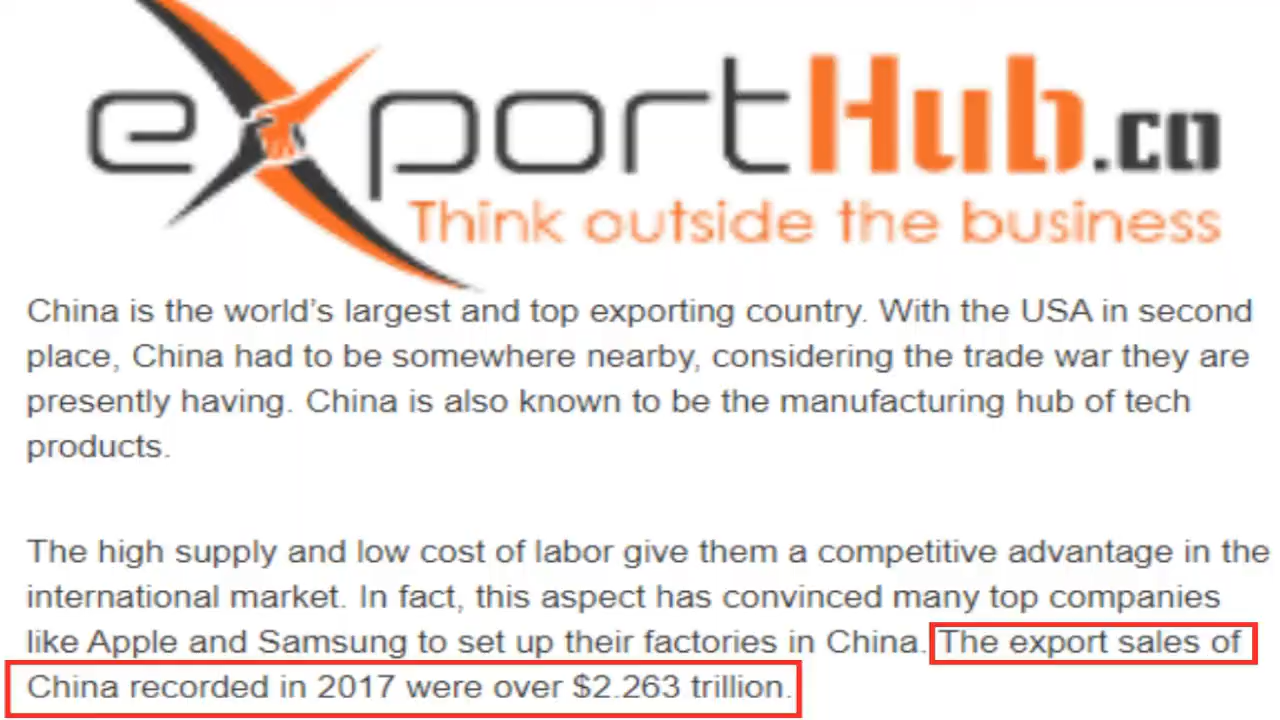 exportHub.co
Think outside the business
China is the world’s largest and top exporting country. With the USA in second
place, China had to be somewhere nearby, considering the trade war they are
presently having. China is also known to be the manufacturing hub of tech
products.
The high supply and low cost of labor give them a competitive advantage in the
international market. In fact, this aspect has convinced many top companies
like Apple and Samsung to set up their factories in China. The export sales of
China recorded in 2017 were over $2.263 trillion.